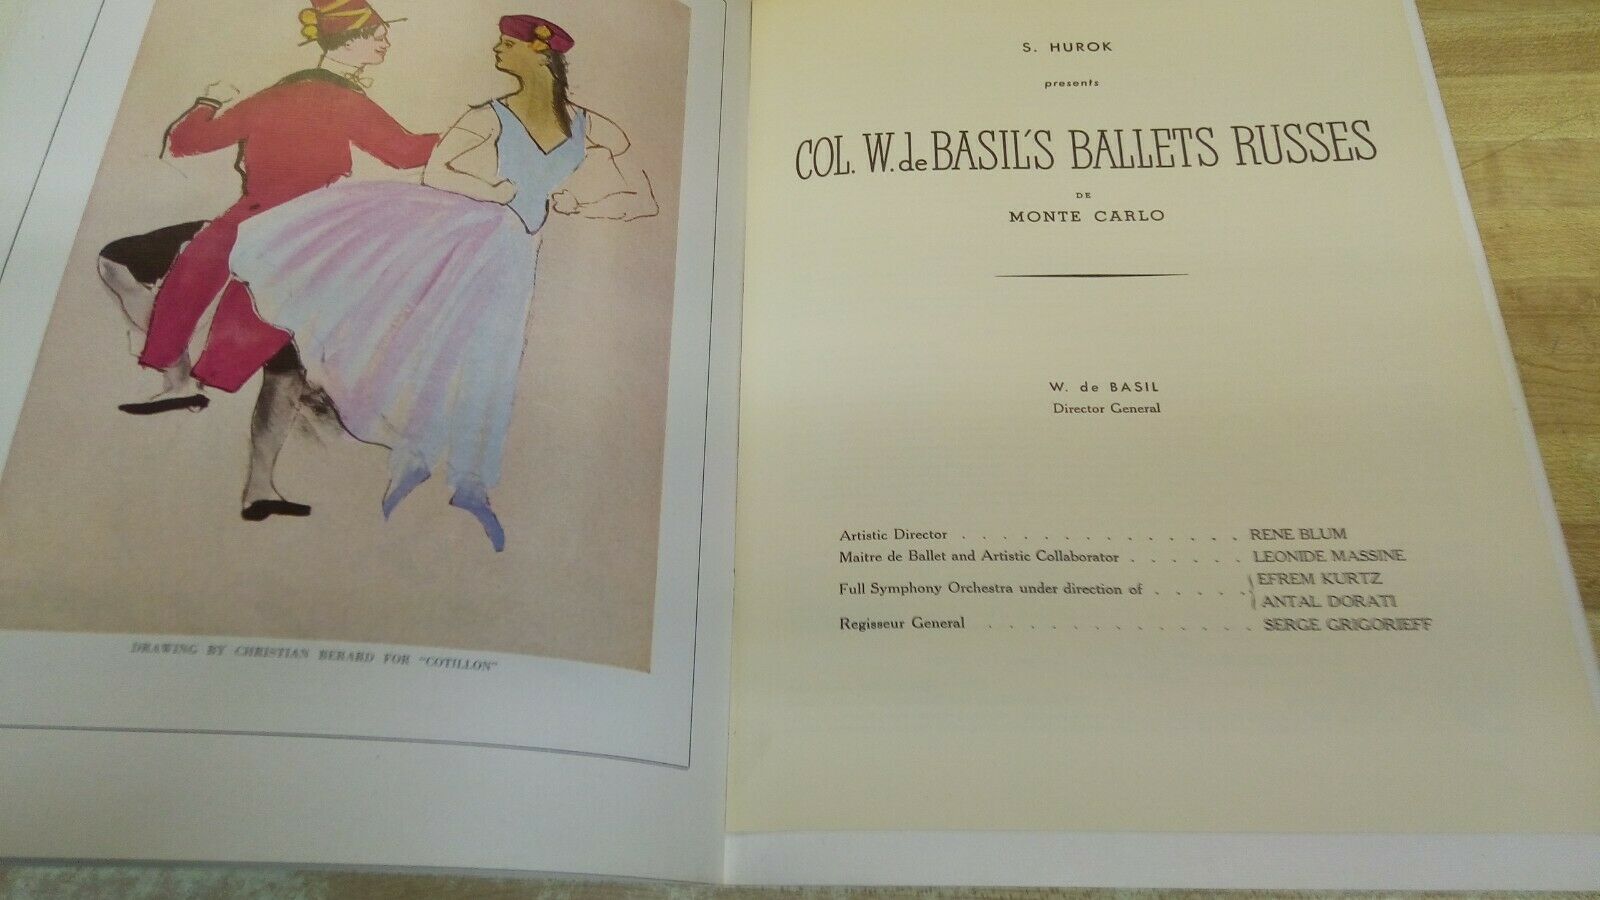 DRAWING BY CHRISTIAN BERARD FOR "COTILLON"
S. HUROK
presents
COL. W. de BASIL'S BALLETS RUSSES
DE
MONTE CARLO
W. de BASIL
Director General
Artistic Director . . . . . . . . . . . . . . RENE BLUM
Maitre de Ballet and Artistic Collaborator . . . . . . LEONIDE MASSINE
Full Symphony Orchestra under direction of . . . . . { EFREM KURTZ
ANTAL DORATI
Regisseur General . . . . . . . . . . . . . SERGE GRIGORIEFF